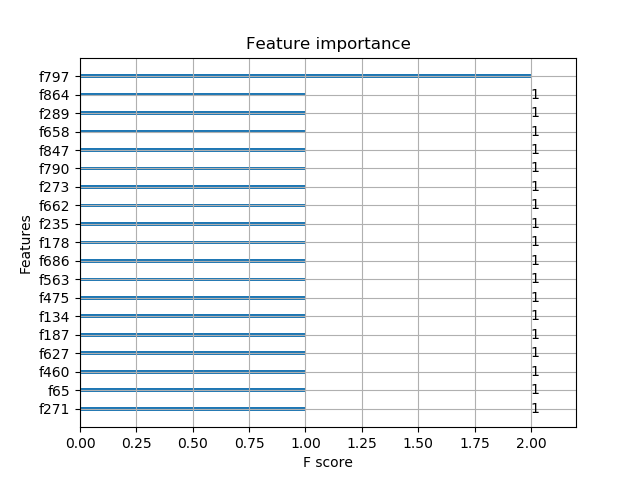 Feature importance
f797
f864 1
f289 1
f658 1
f847 1
f790 1
f273 1
f662 1
f235 1
f178 1
f686 1
f563 1
f475 1
f134 1
f187 1
f627 1
f460 1
f65 1
f271 1
Features
0.00 0.25 0.50 0.75 1.00 1.25 1.50 1.75 2.00
F score